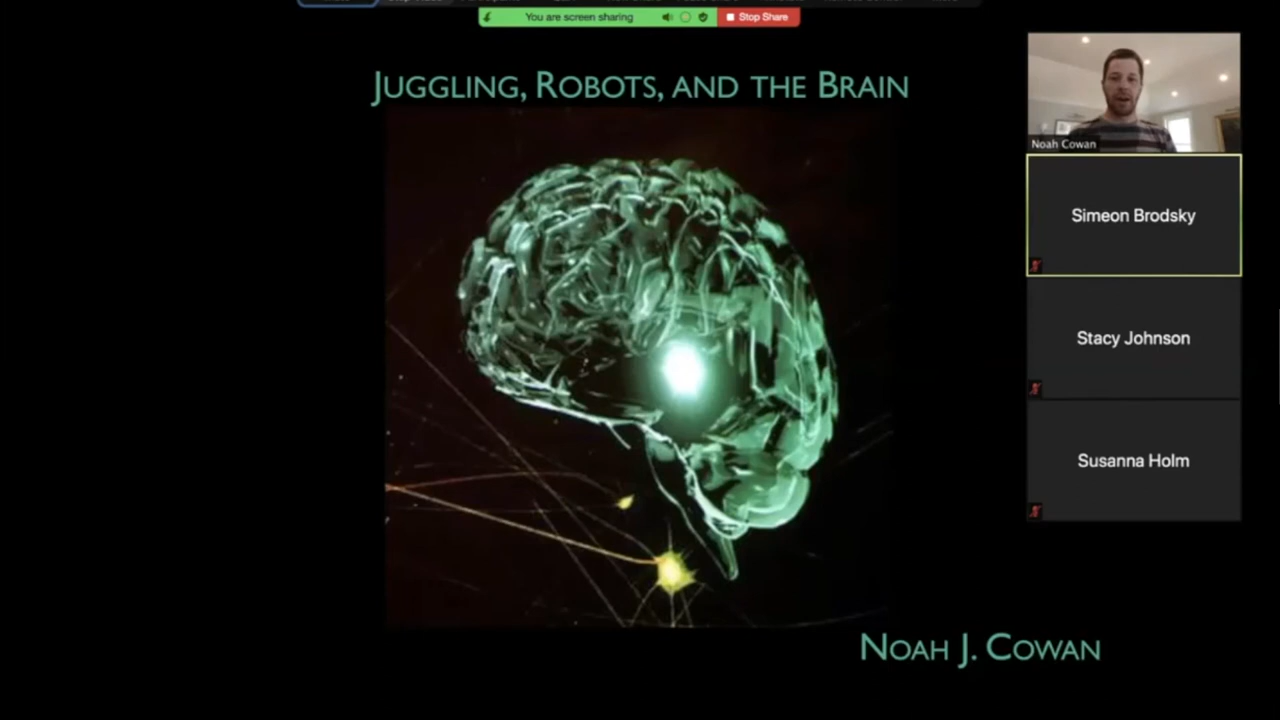 You are screen sharing
Stop Share
JUGGLING, ROBOTS, AND THE BRAIN
Noah Cowan
Simeon Brodsky
Stacy Johnson
Susanna Holm
NOAH J. COWAN